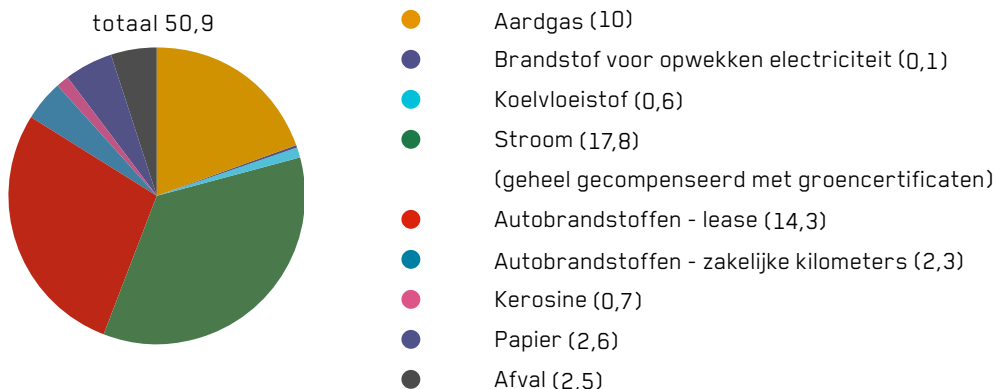 totaal 50,9
Aardgas (10)
Brandstof voor opwekken electriciteit (0,1)
Koelvloeistof (0,6)
Stroom (17,8)
(geheel gecompenseerd met groencertificaten)
Autobrandstoffen - lease (14,3)
Autobrandstoffen - zakelijke kilometers (2,3)
Kerosine (0,7)
Papier (2,6)
Afval (2,5)